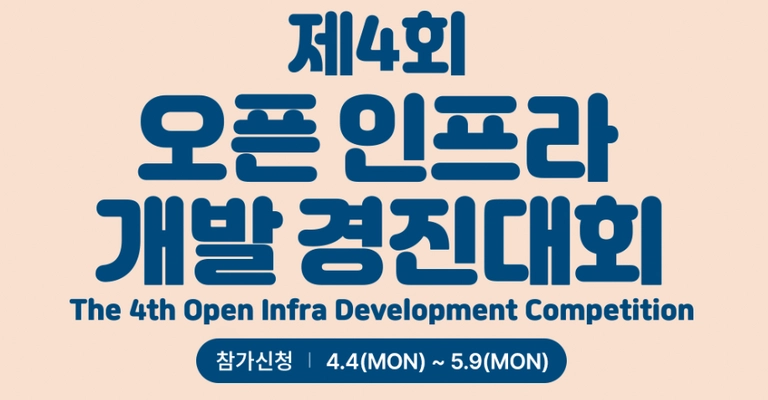 제4회
오픈 인프라
개발 경진대회
The 4th Open Infra Development Competition
참가신청 | 4.4(MON) ~ 5.9(MON)